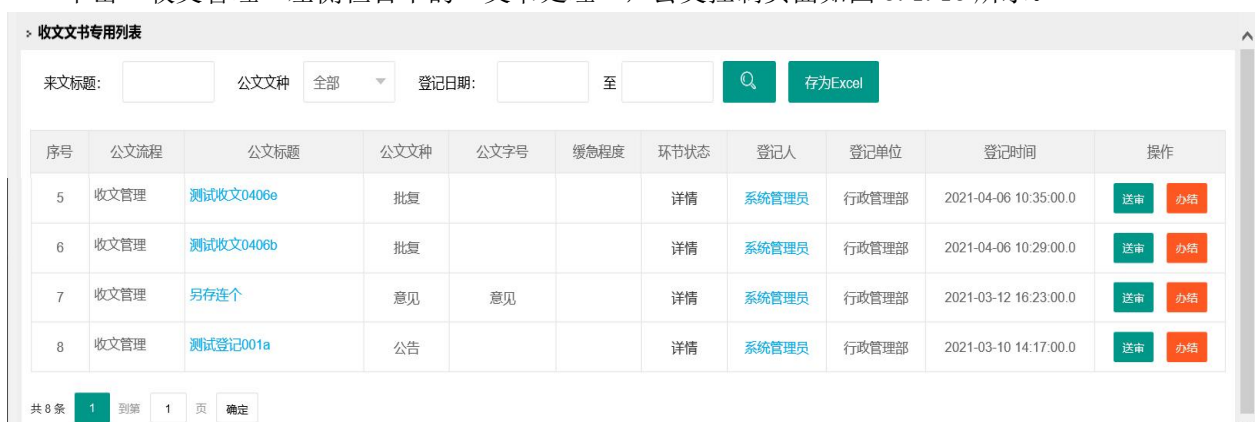 收文文书专用列表
来文标题： 公文文种 全部 登记日期： 至 存为Excel
序号 公文流程 公文标题 公文文种 公文字号 缓急程度 环节状态 登记人 登记单位 登记时间 操作
5 收文管理 测试收文0406e 批复 详情 系统管理员 行政管理部 2021-04-06 10:35:00.0 送审 办结
6 收文管理 测试收文0406b 批复 详情 系统管理员 行政管理部 2021-04-06 10:29:00.0 送审 办结
7 收文管理 另存连个 意见 意见 详情 系统管理员 行政管理部 2021-03-12 16:23:00.0 送审 办结
8 收文管理 测试登记001a 公告 详情 系统管理员 行政管理部 2021-03-10 14:17:00.0 送审 办结
共 8 条 1 到第 1 页 确定